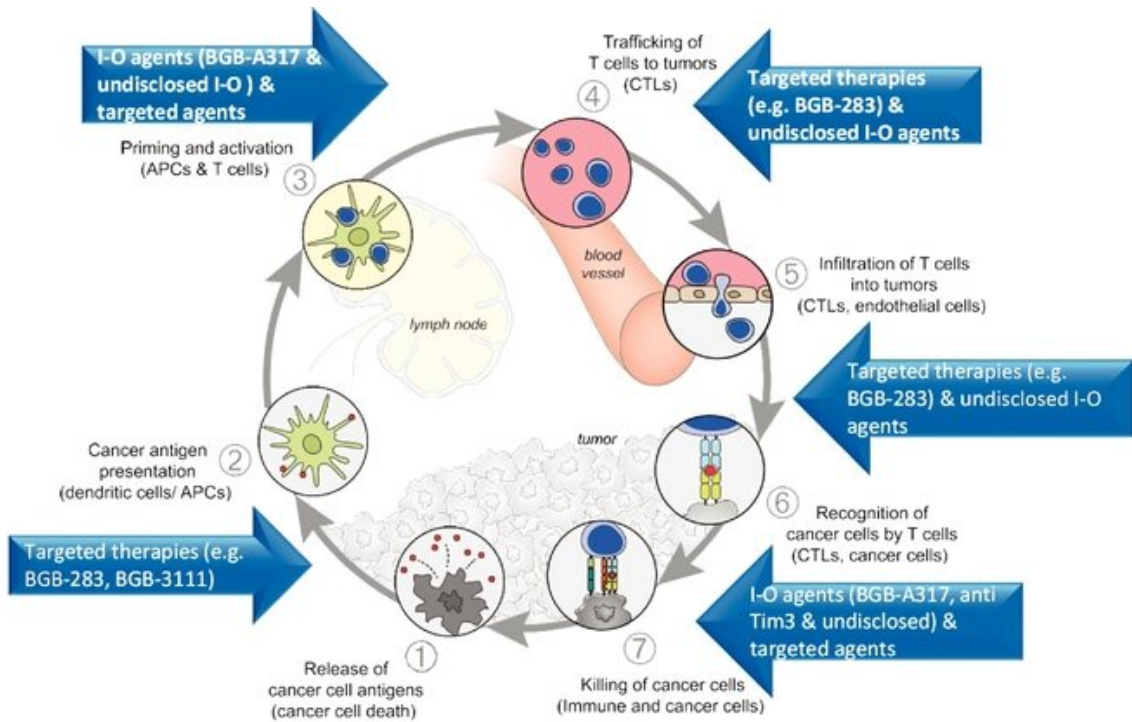 I-O agents (BGB-A317 &
undisclosed I-O ) &
targeted agents
Priming and activation
(APCs & T cells)
3
Trafficking of
T cells to tumors
(CTLs)
4
Targeted therapies
(e.g. BGB-283) &
undisclosed I-O agents
blood
vessel
lymph node
5
Infiltration of T cells
into tumors
(CTLs, endothelial cells)
Targeted therapies (e.g.
BGB-283) & undisclosed I-O
agents
2
Cancer antigen
presentation
(dendritic cells/ APCs)
tumor
6
Recognition of
cancer cells by T cells
(CTLs, cancer cells)
Targeted therapies (e.g.
BGB-283, BGB-3111)
I-O agents (BGB-A317, anti
Tim3 & undisclosed) &
targeted agents
1
Release of
cancer cell antigens
(cancer cell death)
7
Killing of cancer cells
(Immune and cancer cells)